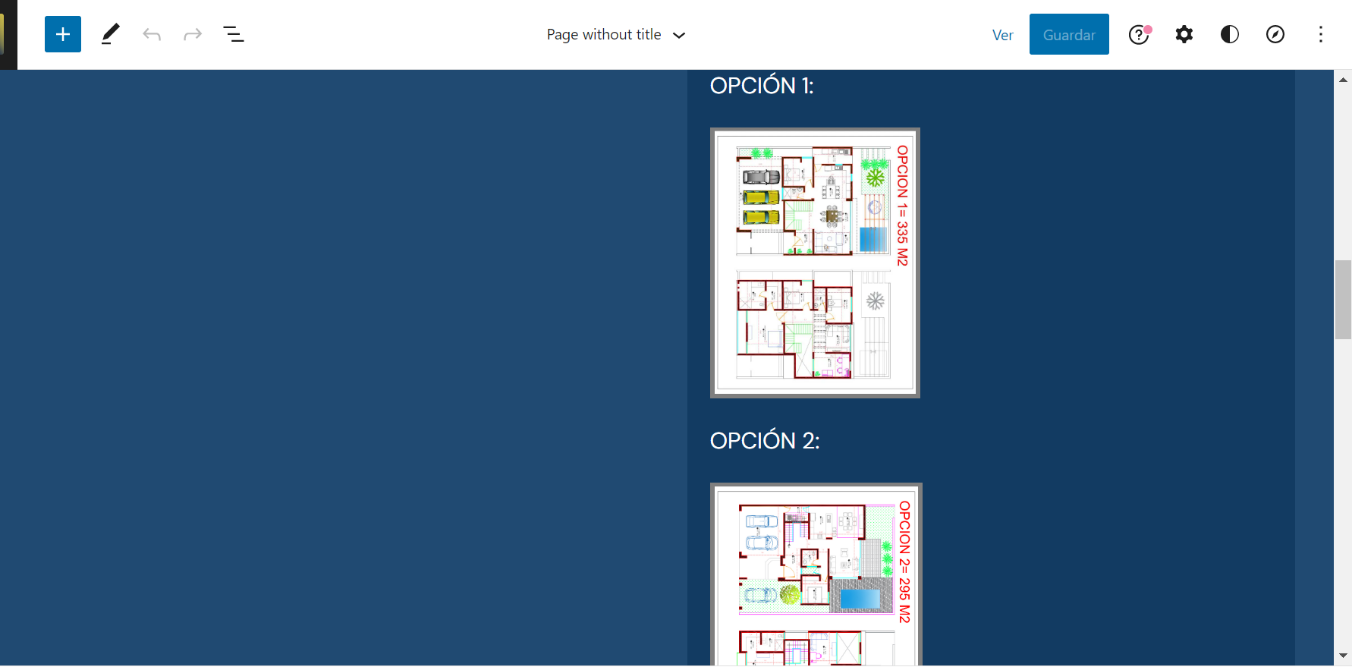 Page without title
Ver
Guardar
OPCIÓN 1:
OPCION 1= 335 M2
OPCIÓN 2:
OPCION 2= 295 M2